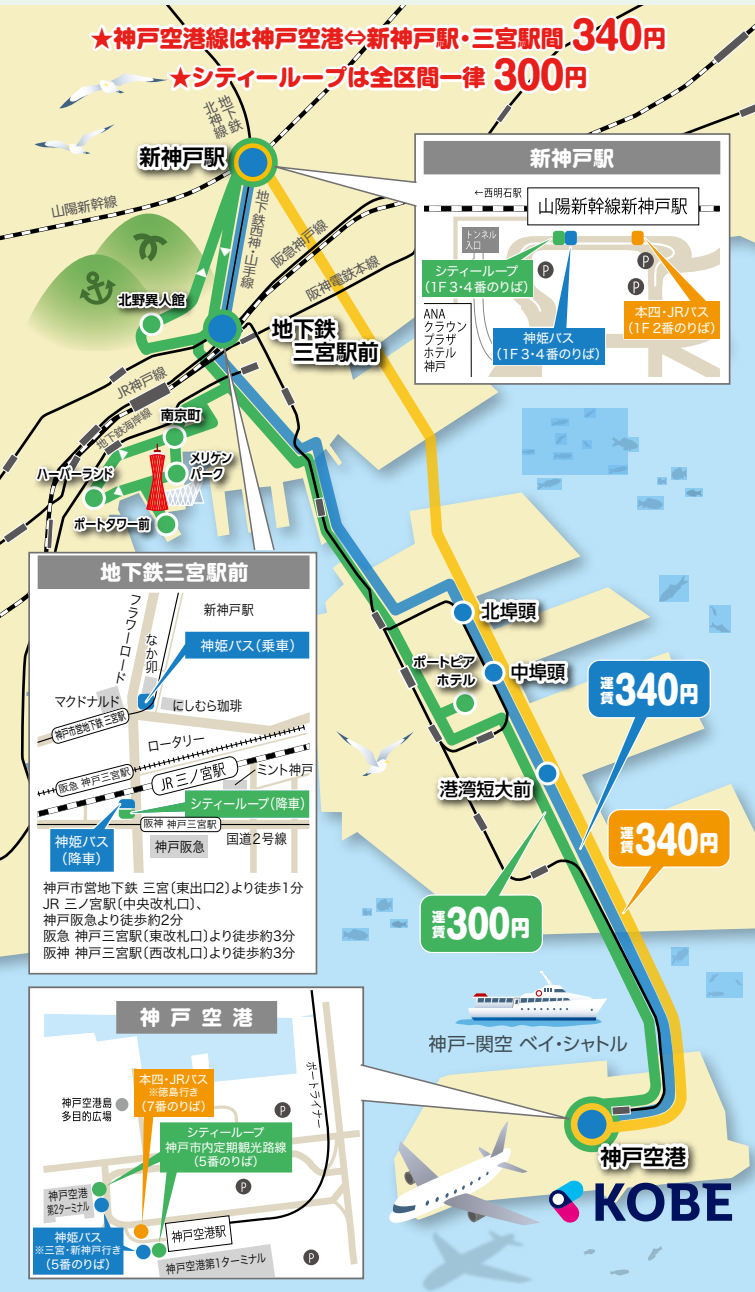 ★神戸空港線は神戸空港⇔新神戸駅・三宮駅間 340円
★シティーループは全区間一律 300円
地下鉄
北神線
新神戸駅
山陽新幹線
地下鉄西神・山手線
阪急神戸線
阪神電鉄本線
北野異人館
地下鉄
三宮駅前
JR神戸線
地下鉄海岸線
南京町
メリケン
パーク
ハーバーランド
ポートタワー前
新神戸駅
←西明石駅
山陽新幹線新神戸駅
トンネル
入口
P
P
P
シティーループ
(1F 3・4番のりば)
神姫バス
(1F 3・4番のりば)
本四・JRバス
(1F 2番のりば)
ANA
クラウン
プラザ
ホテル
神戸
地下鉄三宮駅前
フラワーロード
なか卯
新神戸駅
神姫バス(乗車)
マクドナルド
にしむら珈琲
神戸市営地下鉄 三宮駅
ロータリー
阪急 神戸三宮駅
JR 三ノ宮駅
ミント神戸
シティーループ(降車)
阪神 神戸三宮駅
神姫バス
(降車)
神戸阪急
国道2号線
神戸市営地下鉄 三宮〔東出口2〕より徒歩1分
JR 三ノ宮駅〔中央改札口〕、
神戸阪急より徒歩約2分
阪急 神戸三宮駅〔東改札口〕より徒歩約3分
阪神 神戸三宮駅〔西改札口〕より徒歩約3分
北埠頭
ポートピア
ホテル
中埠頭
運賃340円
港湾短大前
運賃340円
運賃300円
神戸-関空 ベイ・シャトル
神戸空港
本四・JRバス
※徳島行き
(7番のりば)
神戸空港島
多目的広場
ポートライナー
P
シティーループ
神戸市内定期観光路線
(5番のりば)
P
神戸空港
第2ターミナル
神姫バス
※三宮・新神戸行き
(5番のりば)
神戸空港駅
神戸空港第1ターミナル
P
神戸空港
KOBE